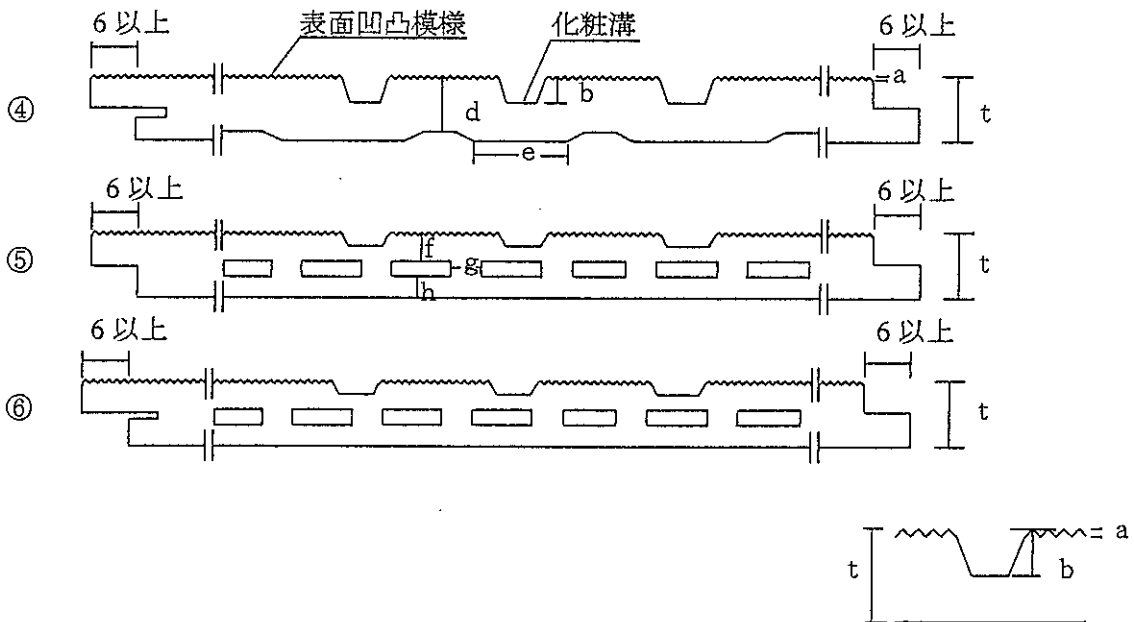 6以上 表面凹凸模様 化粧溝 6以上
④ d b a t
e
6以上 6以上
⑤ f g h t
6以上 6以上
⑥ t
t b a